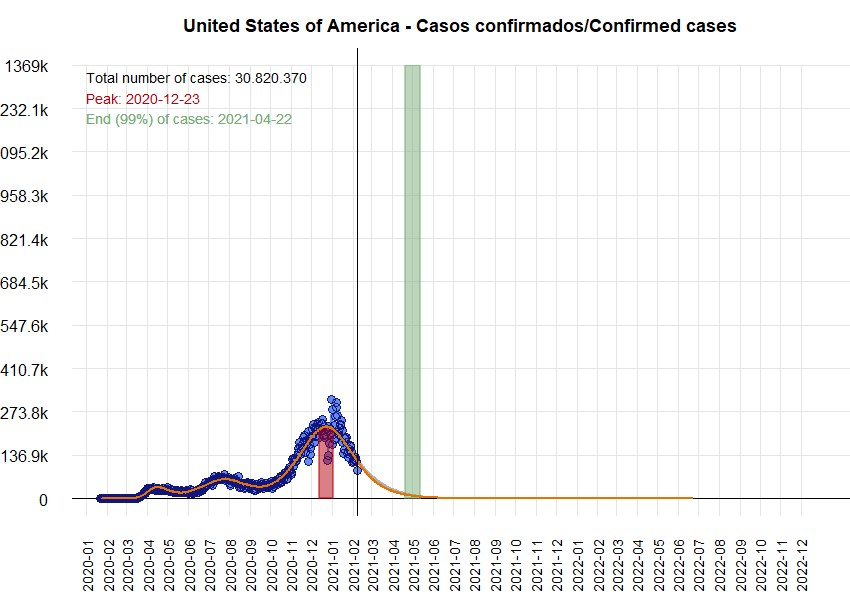 United States of America - Casos confirmados/Confirmed cases
1369k
Total number of cases: 30.820.370
Peak: 2020-12-23
End (99%) of cases: 2021-04-22
232.1k
095.2k
958.3k
821.4k
684.5k
547.6k
410.7k
273.8k
136.9k
0
2020-01
2020-02
2020-03
2020-04
2020-05
2020-06
2020-07
2020-08
2020-09
2020-10
2020-11
2020-12
2021-01
2021-02
2021-03
2021-04
2021-05
2021-06
2021-07
2021-08
2021-09
2021-10
2021-11
2021-12
2022-01
2022-02
2022-03
2022-04
2022-05
2022-06
2022-07
2022-08
2022-09
2022-10
2022-11
2022-12